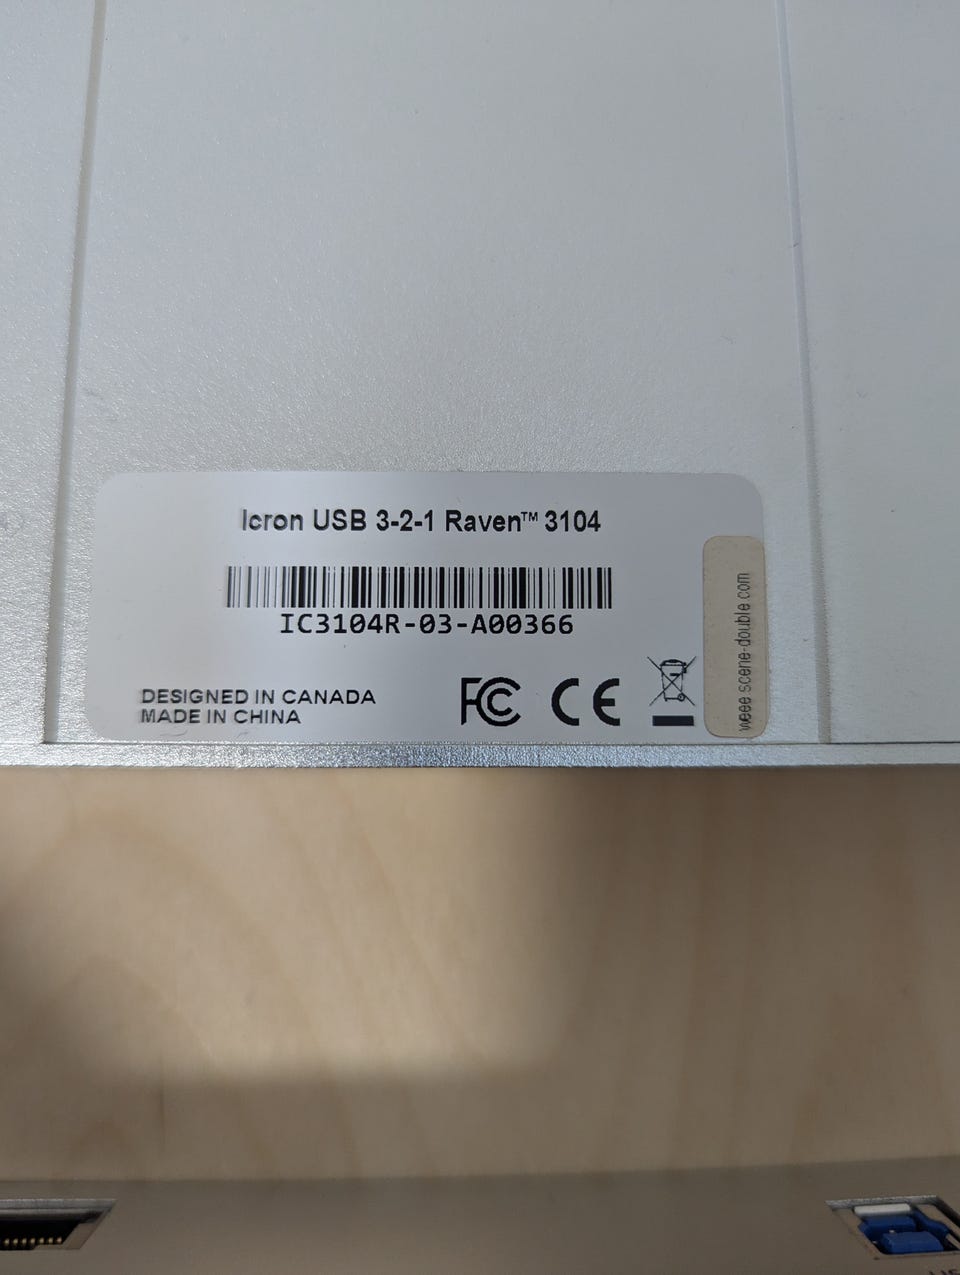 Icron USB 3-2-1 Raven™ 3104
IC3104R-03-A00366
DESIGNED IN CANADA
MADE IN CHINA
FC CE
weee.scene-double.com